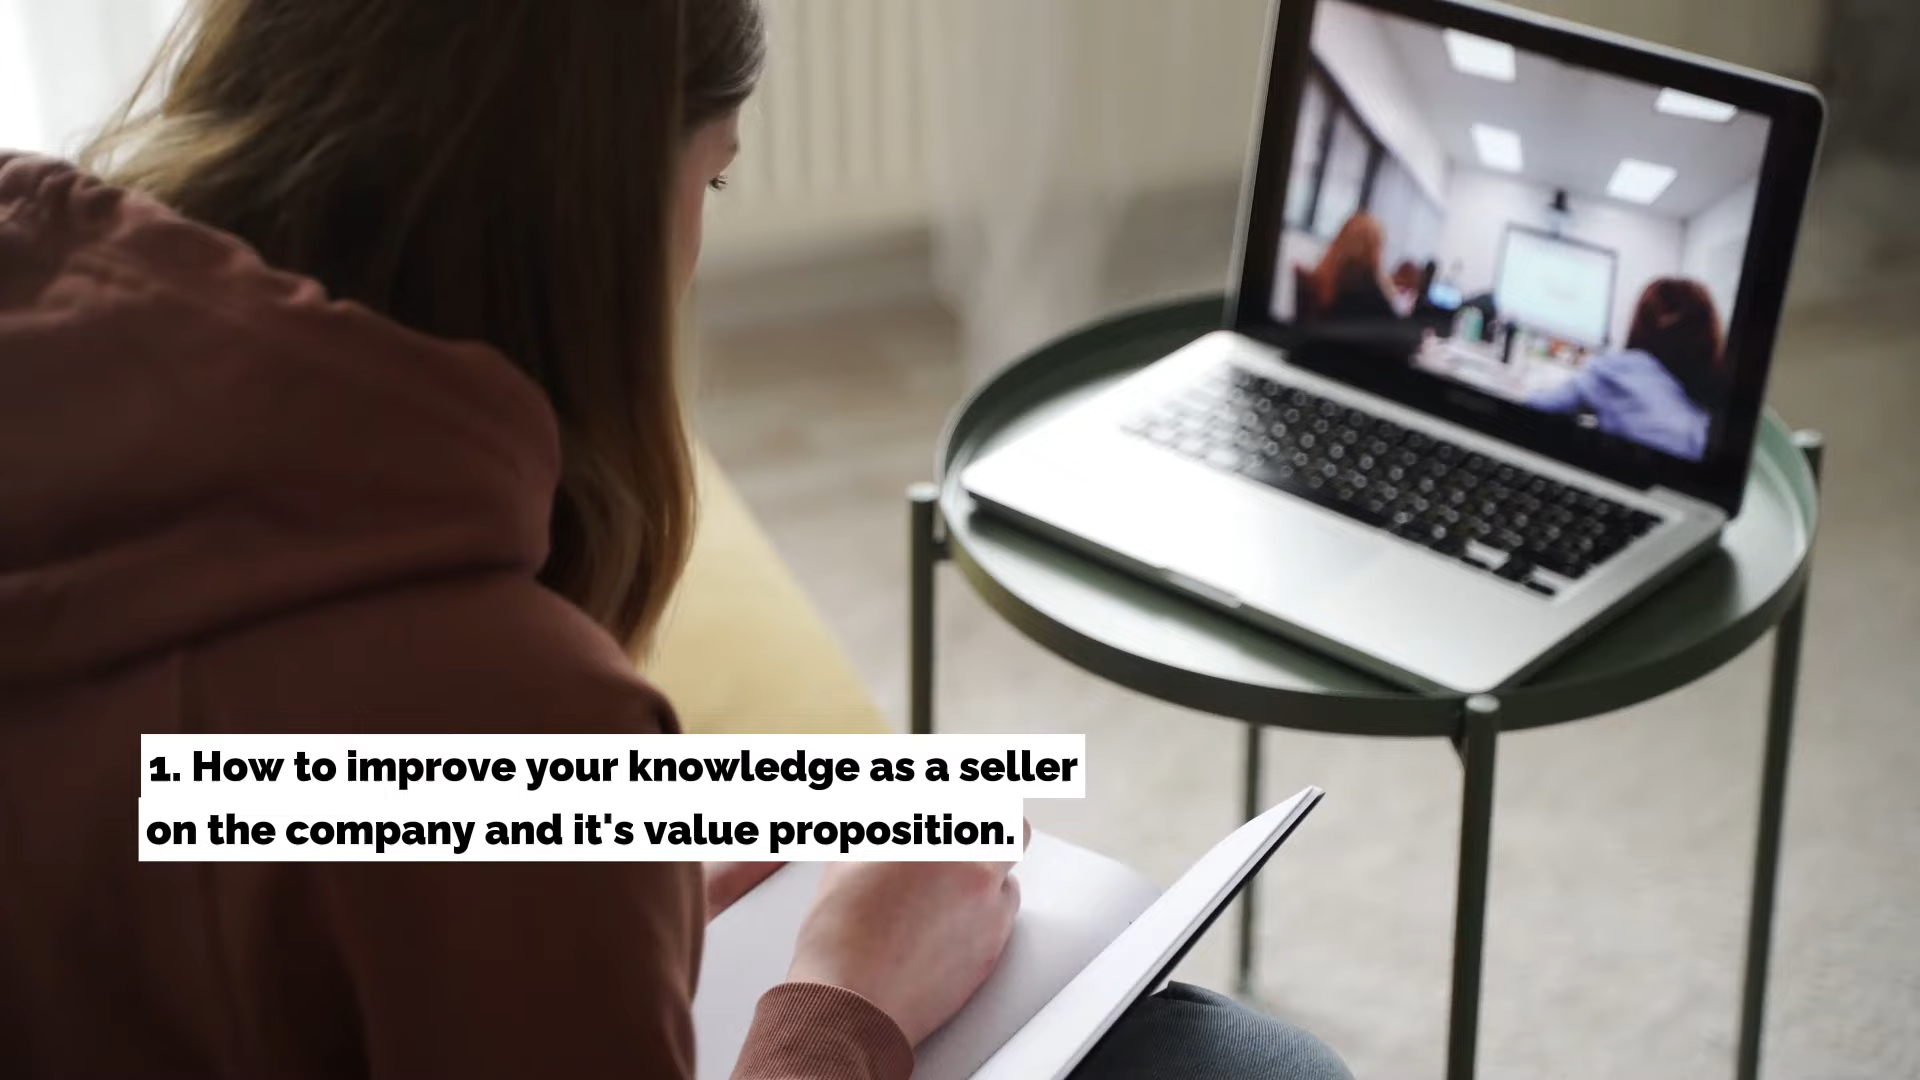 1. How to improve your knowledge as a seller
on the company and it's value proposition.